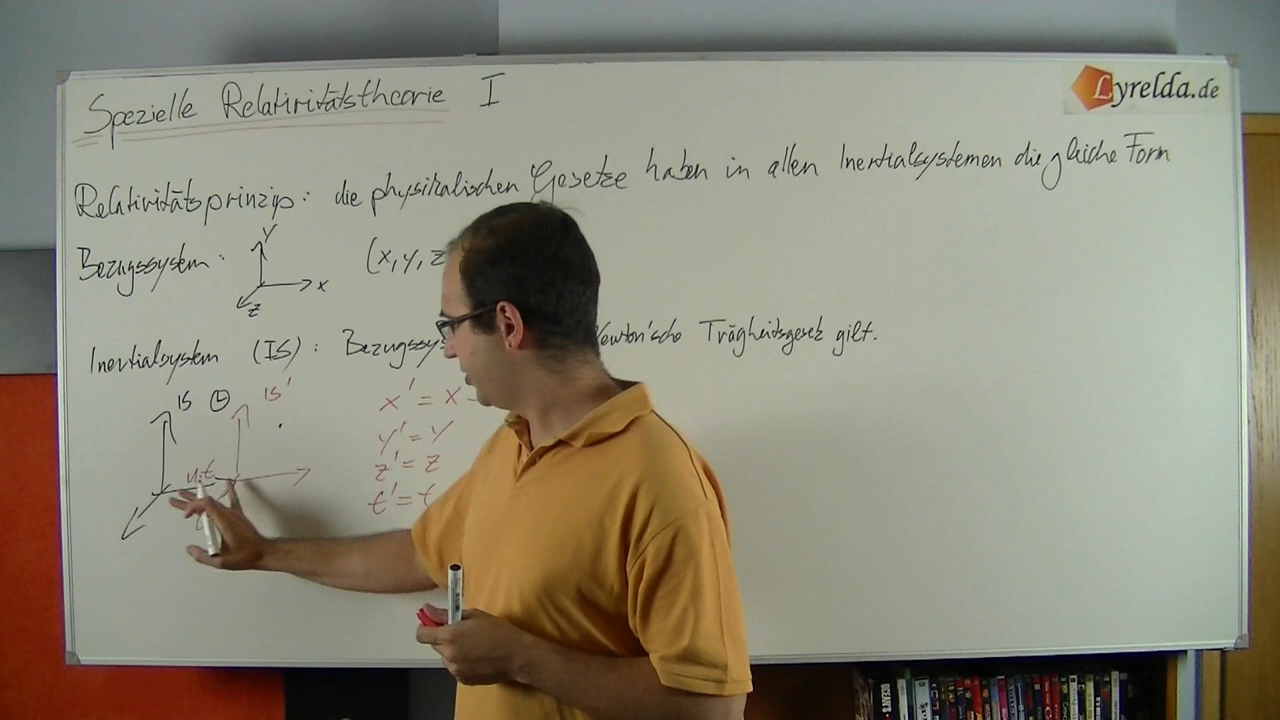 Spezielle Relativitätstheorie I
Lyrelda.de
Relativitätsprinzip: die physikalischen Gesetze haben in allen Inertialsystemen die gleiche Form
Bezugssystem: y x z (x, y, z
Inertialsystem (IS): Bezugssys Newton'sche Trägheitsgesetz gilt.
IS IS'
x' = x -
y' = y
u·t
z' = z
t' = t